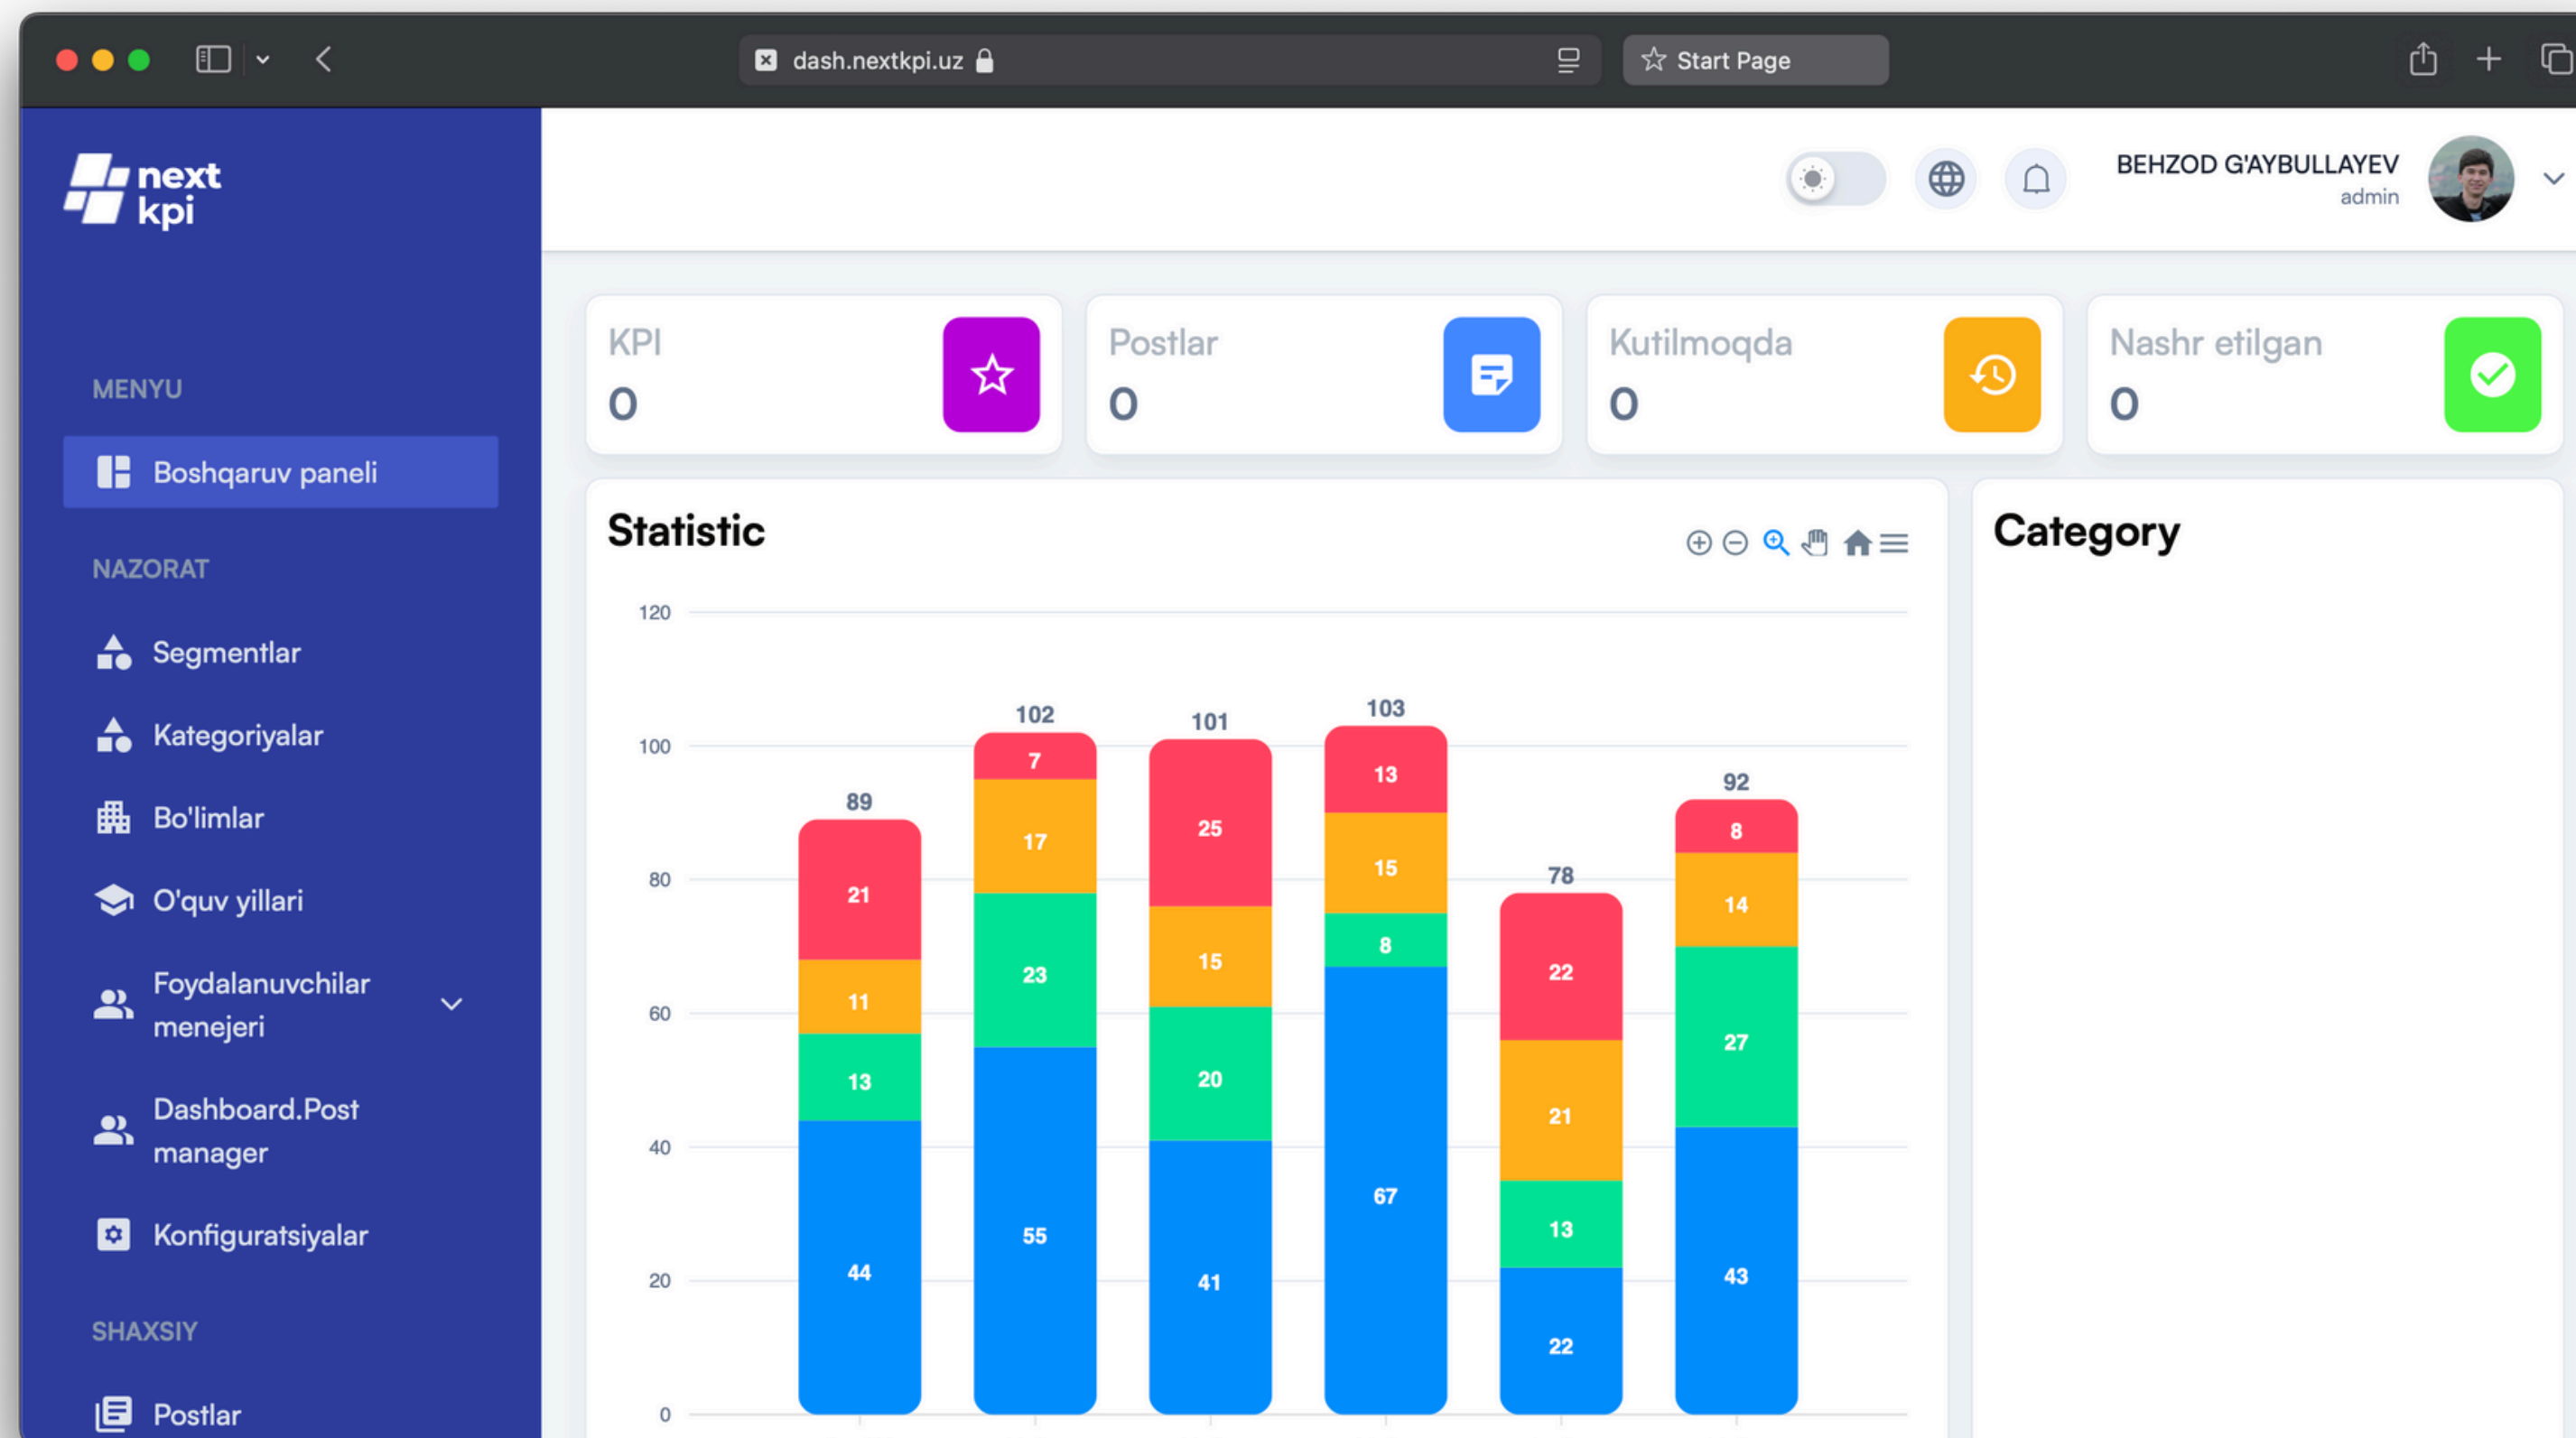 dash.nextkpi.uz
Start Page
next
kpi
BEHZOD G'AYBULLAYEV
admin
MENYU
Boshqaruv paneli
NAZORAT
Segmentlar
Kategoriyalar
Bo'limlar
O'quv yillari
Foydalanuvchilar
menejeri
Dashboard.Post
manager
Konfiguratsiyalar
SHAXSIY
Postlar
KPI
0
Postlar
0
Kutilmoqda
0
Nashr etilgan
0
Statistic
120
100
80
60
40
20
0
89
21
11
13
44
102
7
17
23
55
101
25
15
20
41
103
13
15
8
67
78
22
21
13
22
92
8
14
27
43
Category